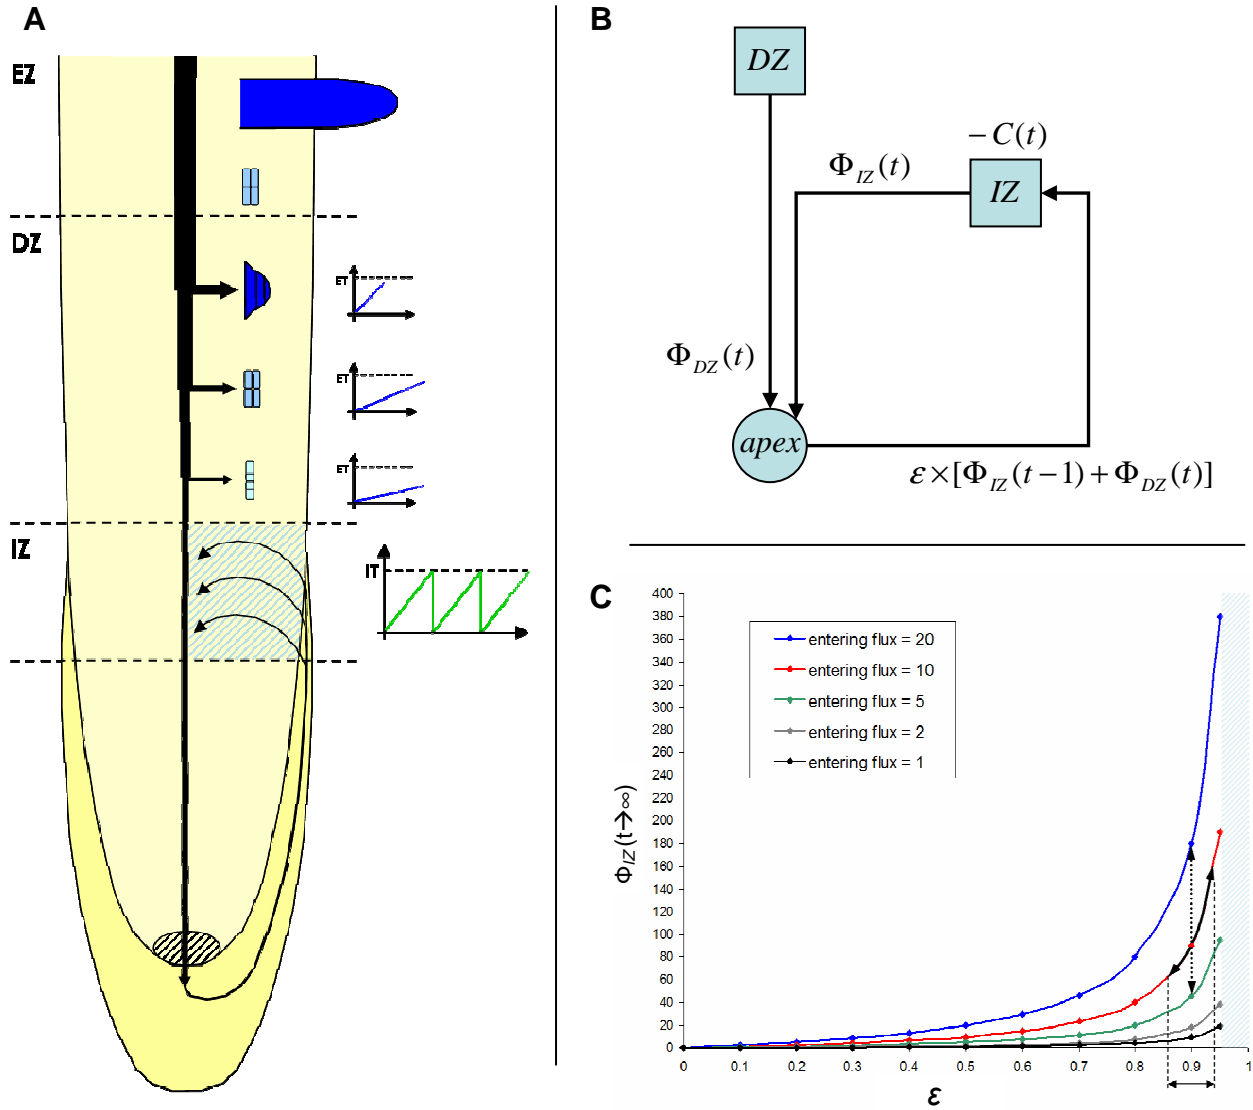 A
EZ
DZ
ET
ET
ET
IZ
IT
B
DZ
− C(t)
Φ_IZ(t)
IZ
Φ_DZ(t)
apex
ε×[Φ_IZ(t−1) + Φ_DZ(t)]
C
400
380
360
340
320
300
280
260
240
220
200
180
160
140
120
100
80
60
40
20
0
Φ_IZ(t→∞)
entering flux = 20
entering flux = 10
entering flux = 5
entering flux = 2
entering flux = 1
0 0.1 0.2 0.3 0.4 0.5 0.6 0.7 0.8 0.9 1
ε